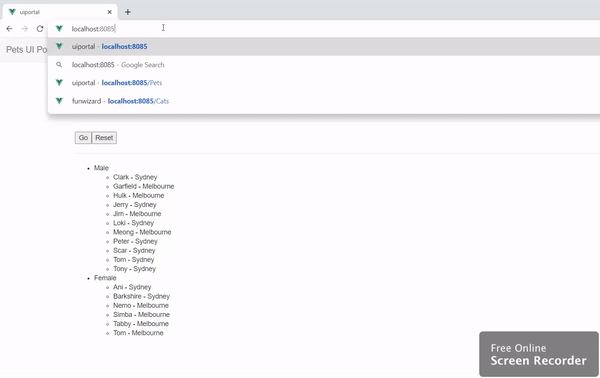 uiportal
localhost:8085
uiportal - localhost:8085
localhost:8085 - Google Search
uiportal - localhost:8085/Pets
funwizard - localhost:8085/Cats
Pets UI Po
Go Reset
Male
Clark - Sydney
Garfield - Melbourne
Hulk - Melbourne
Jerry - Sydney
Jim - Melbourne
Loki - Sydney
Meong - Melbourne
Peter - Sydney
Scar - Sydney
Tom - Sydney
Tony - Sydney
Female
Ani - Sydney
Barkshire - Sydney
Nemo - Melbourne
Simba - Melbourne
Tabby - Melbourne
Tom - Melbourne
Free Online
Screen Recorder